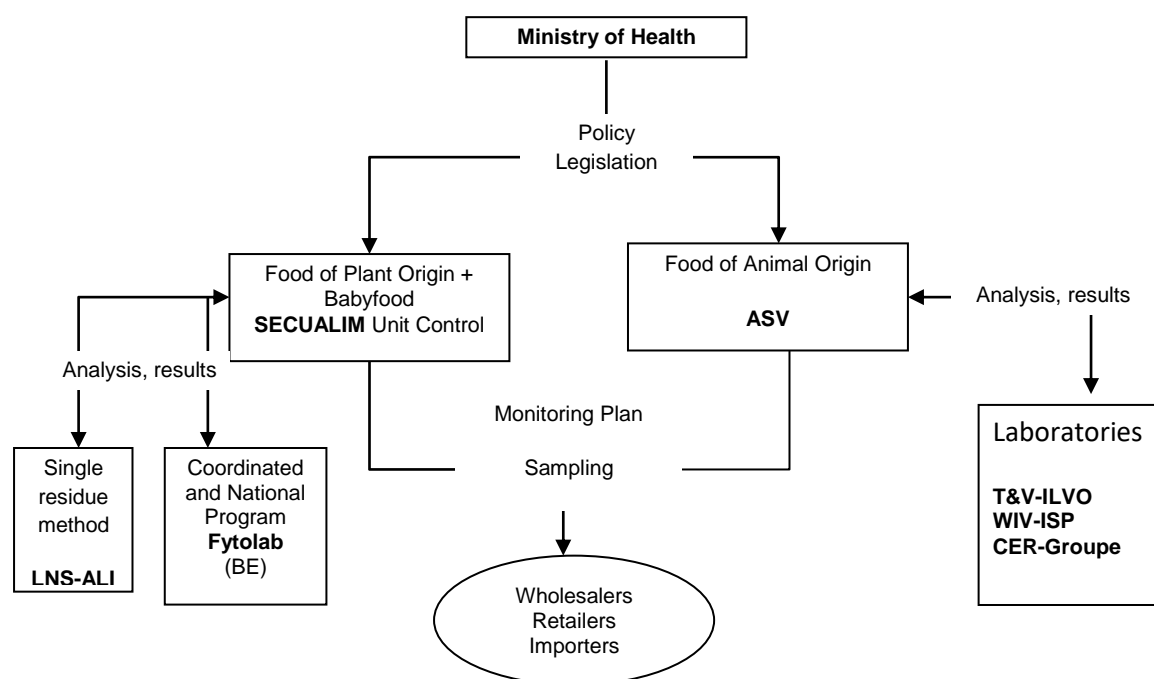 Ministry of Health
Policy
Legislation
Food of Plant Origin +
Babyfood
SECUALIM Unit Control
Food of Animal Origin
ASV
Analysis, results
Analysis, results
Monitoring Plan
Sampling
Single
residue
method
LNS-ALI
Coordinated
and National
Program
Fytolab
(BE)
Laboratories
T&V-ILVO
WIV-ISP
CER-Groupe
Wholesalers
Retailers
Importers